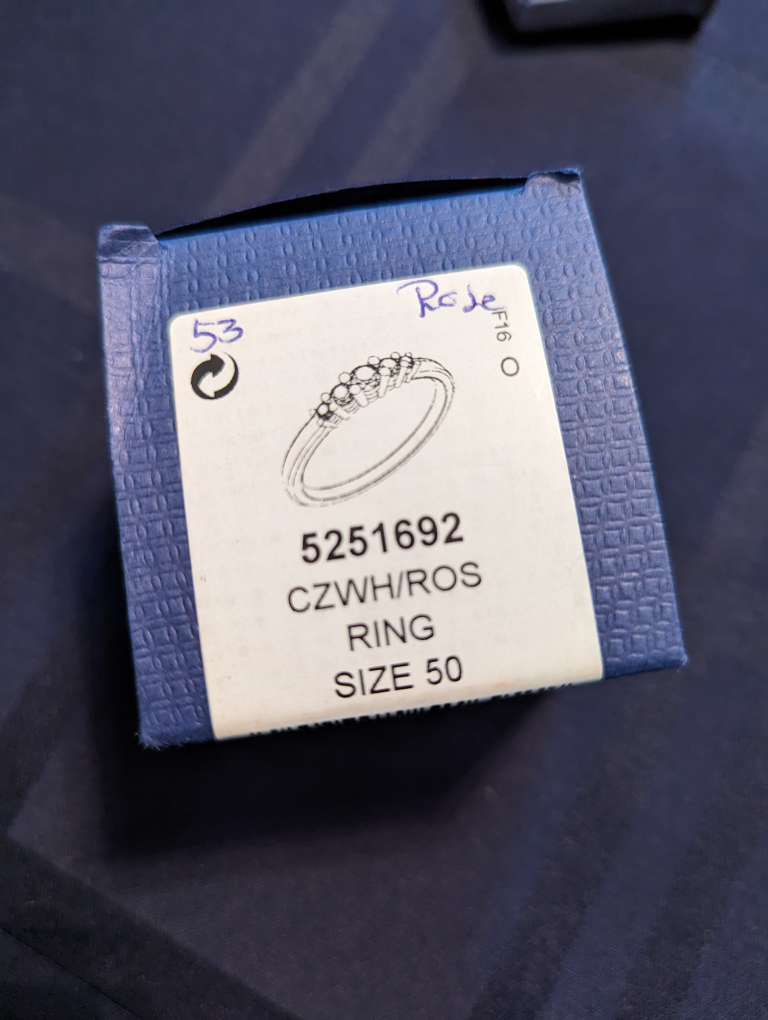 53
Rose
F16
5251692
CZWH/ROS
RING
SIZE 50